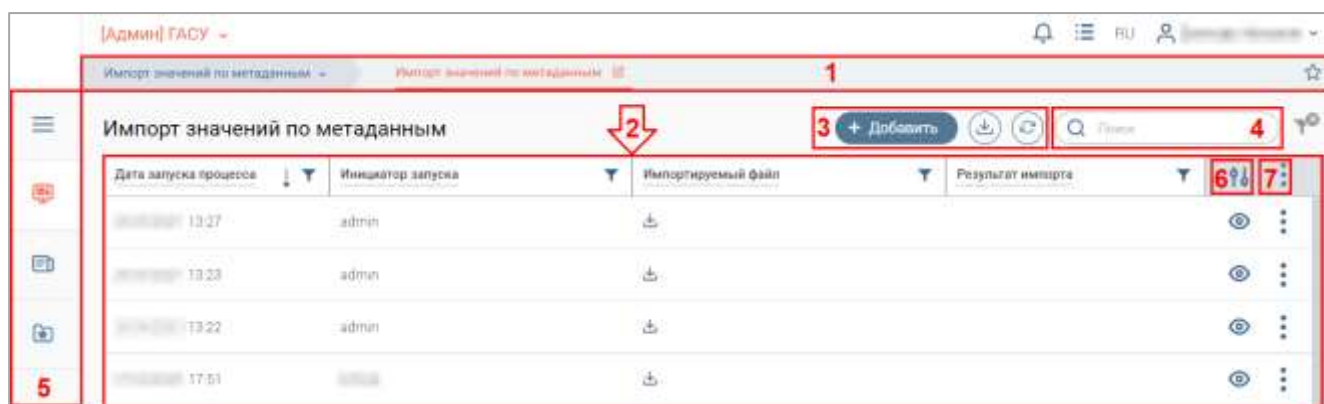 [Админ] ГАСУ
RU
Импорт значений по метаданным
Импорт значений по метаданным
1
Импорт значений по метаданным
2
3
+ Добавить
Поиск
4
Дата запуска процесса
Инициатор запуска
Импортируемый файл
Результат импорта
6
7
13:27
admin
13:23
admin
13:22
admin
17:51
5